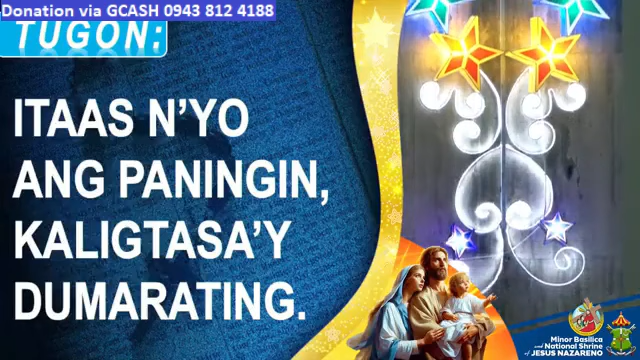 Donation via GCASH 0943 812 4188
TUGON:
ITAAS N'YO
ANG PANINGIN,
KALIGTASA'Y
DUMARATING.
Minor Basilica
and National Shrine
of JESUS NAZARENO